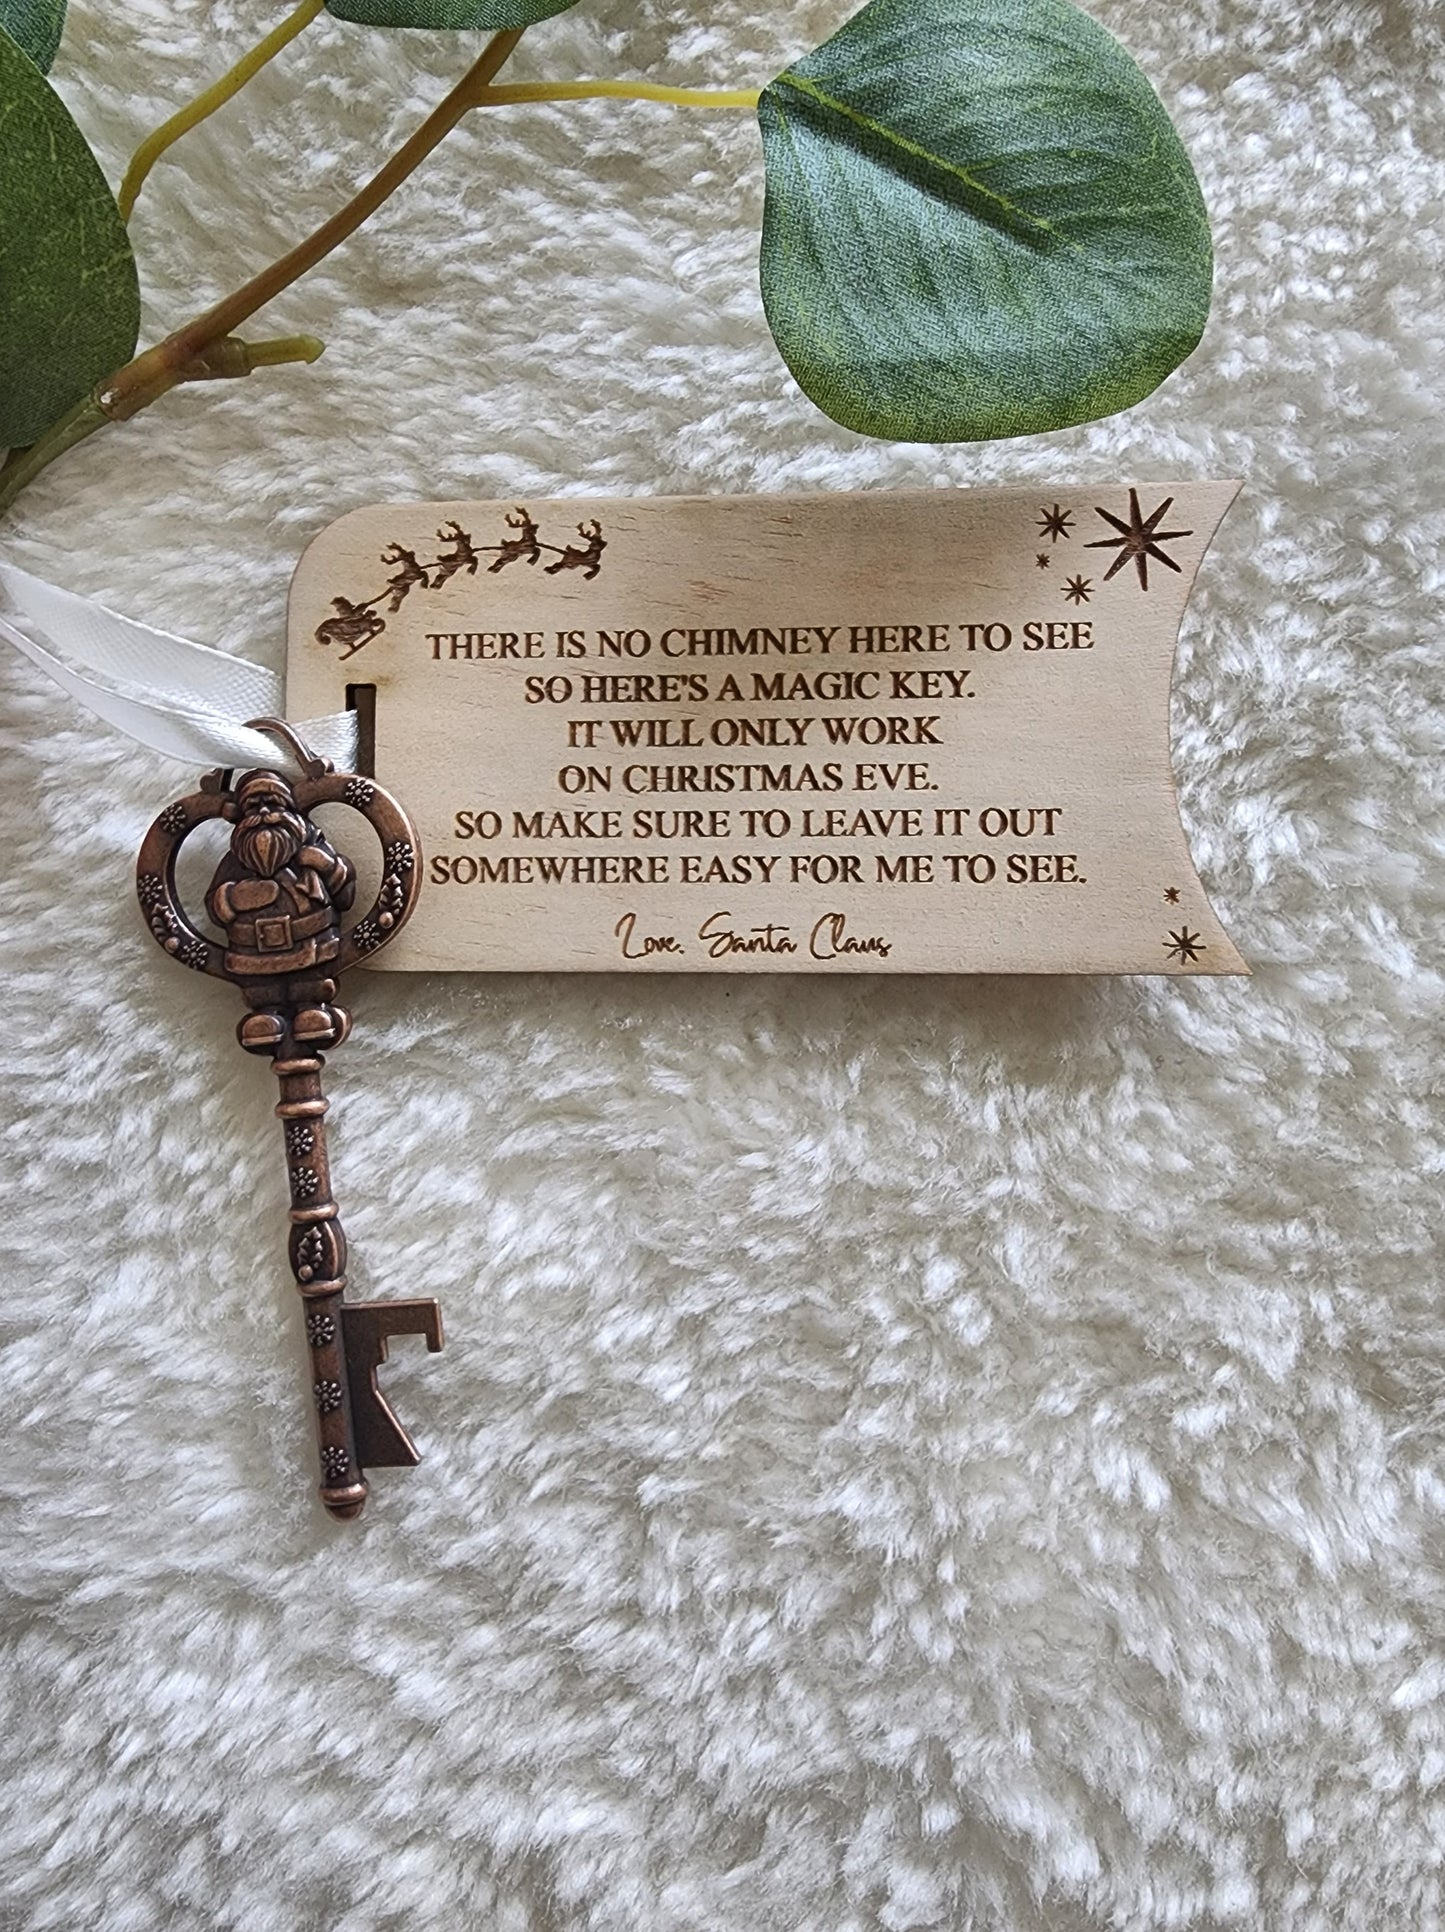 THERE IS NO CHIMNEY HERE TO SEE
SO HERE'S A MAGIC KEY.
IT WILL ONLY WORK
ON CHRISTMAS EVE.
SO MAKE SURE TO LEAVE IT OUT
SOMEWHERE EASY FOR ME TO SEE.
Love, Santa Claus